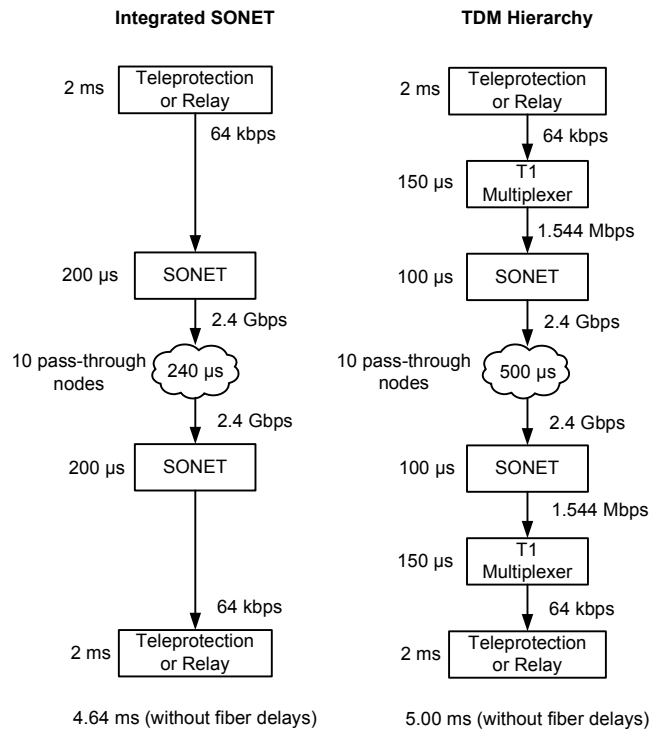 Integrated SONET
2 ms
Teleprotection
or Relay
64 kbps
200 µs
SONET
2.4 Gbps
10 pass-through
nodes
240 µs
2.4 Gbps
200 µs
SONET
64 kbps
2 ms
Teleprotection
or Relay
4.64 ms (without fiber delays)
TDM Hierarchy
2 ms
Teleprotection
or Relay
64 kbps
150 µs
T1
Multiplexer
1.544 Mbps
100 µs
SONET
2.4 Gbps
10 pass-through
nodes
500 µs
2.4 Gbps
100 µs
SONET
1.544 Mbps
150 µs
T1
Multiplexer
64 kbps
2 ms
Teleprotection
or Relay
5.00 ms (without fiber delays)